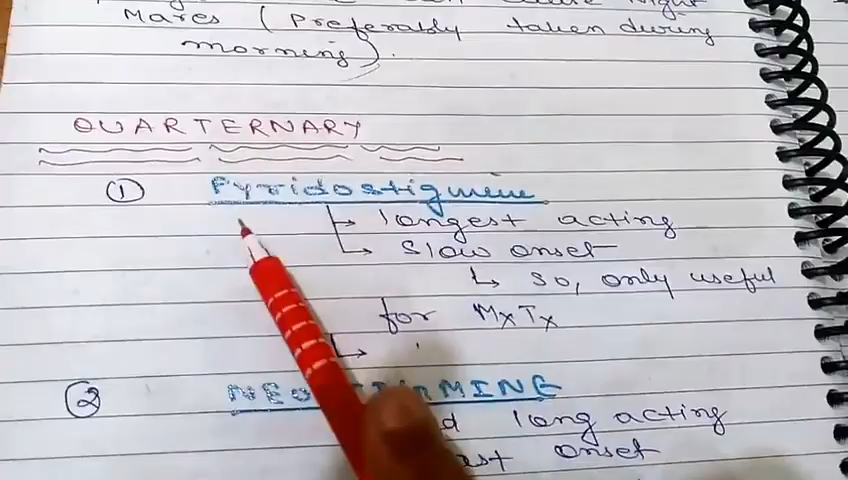 Mares (Preferably taken during
morning).
QUARTERNARY
① Pyridostigmine
↳ longest acting
↳ Slow onset
↳ so, only useful
for MxTx
② 
long acting
onset